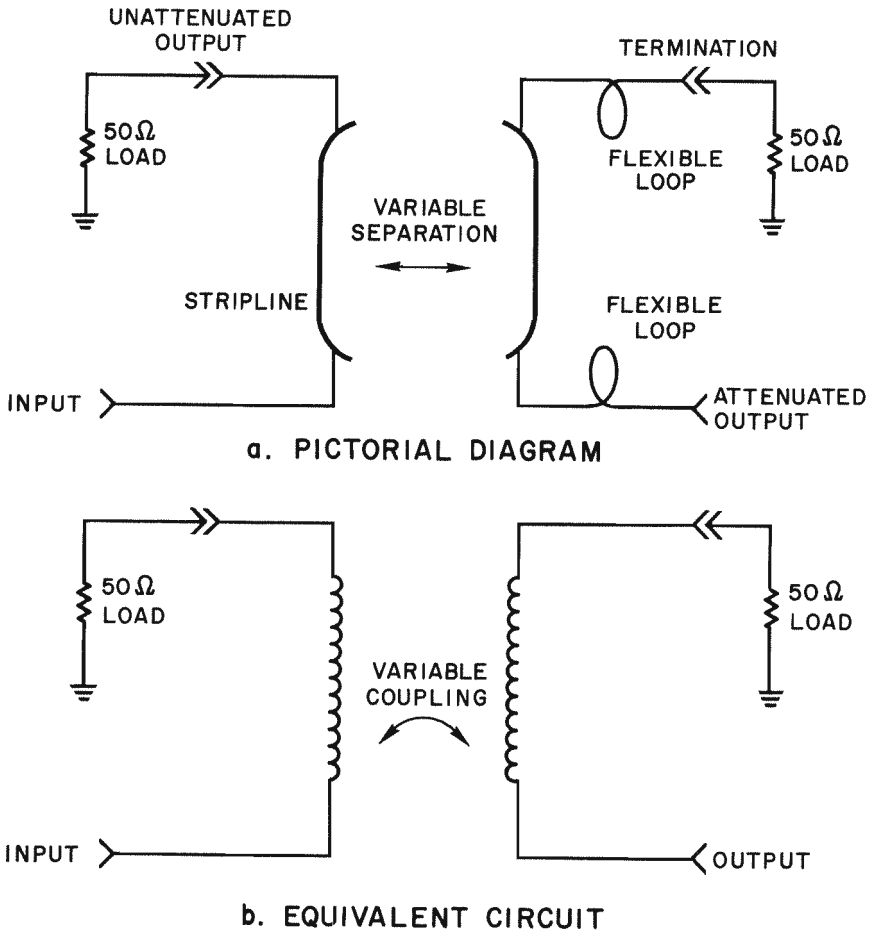 UNATTENUATED
OUTPUT
50Ω
LOAD
TERMINATION
50Ω
LOAD
FLEXIBLE
LOOP
VARIABLE
SEPARATION
STRIPLINE
FLEXIBLE
LOOP
INPUT
ATTENUATED
OUTPUT
a. PICTORIAL DIAGRAM
50Ω
LOAD
50Ω
LOAD
VARIABLE
COUPLING
INPUT
OUTPUT
b. EQUIVALENT CIRCUIT